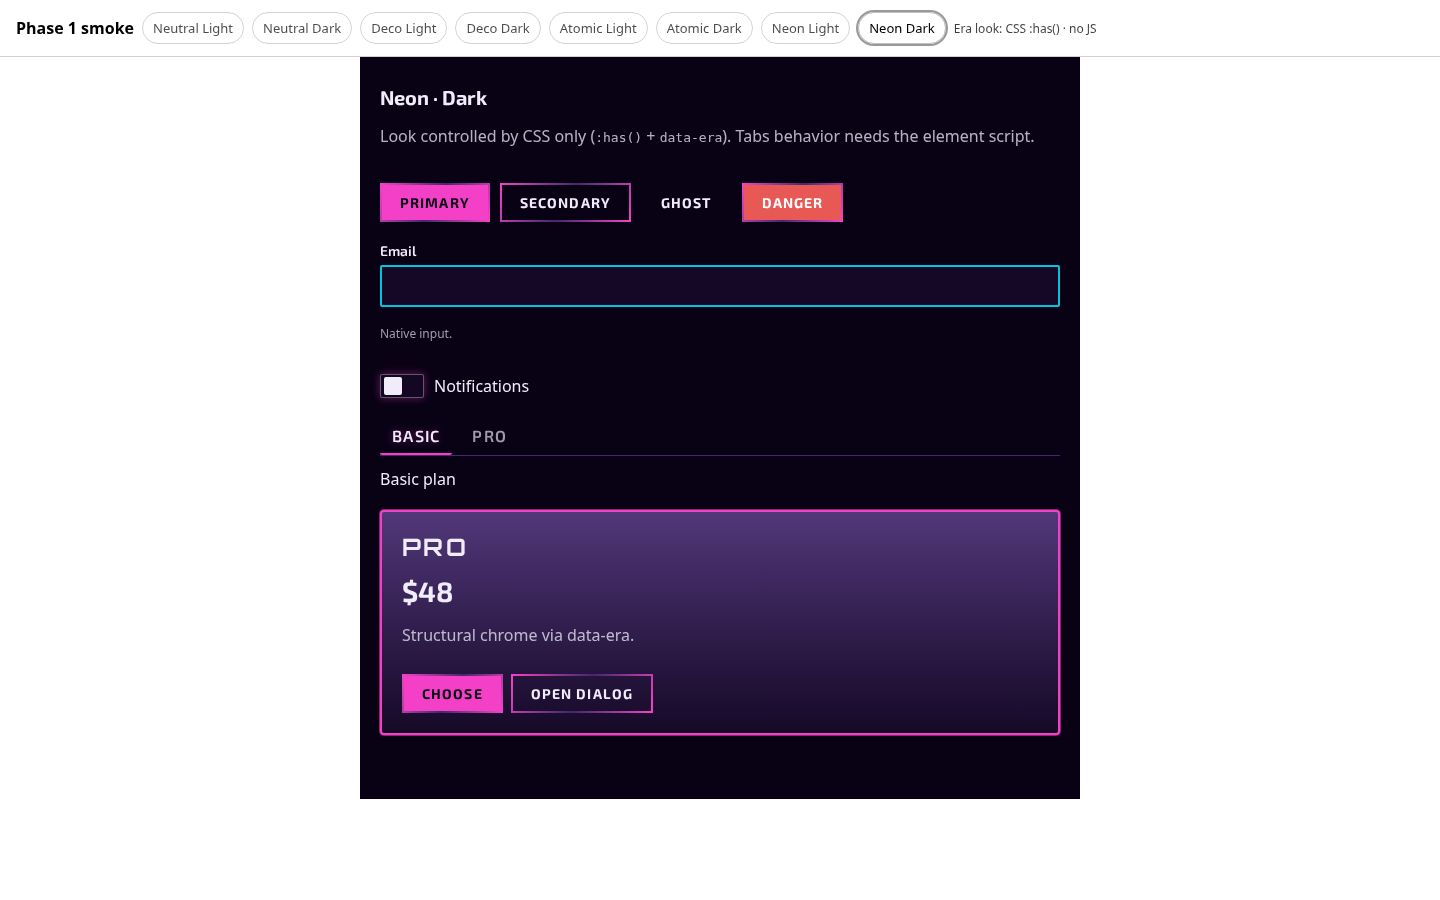 Phase 1 smoke Neutral Light Neutral Dark Deco Light Deco Dark Atomic Light Atomic Dark Neon Light Neon Dark Era look: CSS :has() · no JS
Neon · Dark
Look controlled by CSS only (:has() + data-era). Tabs behavior needs the element script.
PRIMARY SECONDARY GHOST DANGER
Email
Native input.
Notifications
BASIC PRO
Basic plan
PRO
$48
Structural chrome via data-era.
CHOOSE OPEN DIALOG